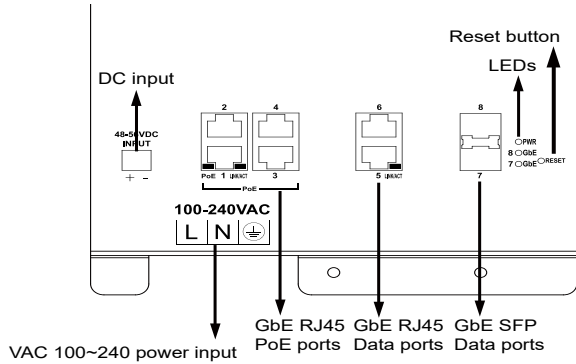 Reset button
DC input
LEDs
2 4 6 8
48-56VDC
INPUT
PWR
8 GbE
7 GbE RESET
PoE 1 LINK/ACT 3 5 LINK/ACT 7
+ -
PoE
100-240VAC
L N
GbE RJ45 GbE RJ45 GbE SFP
PoE ports Data ports Data ports
VAC 100~240 power input